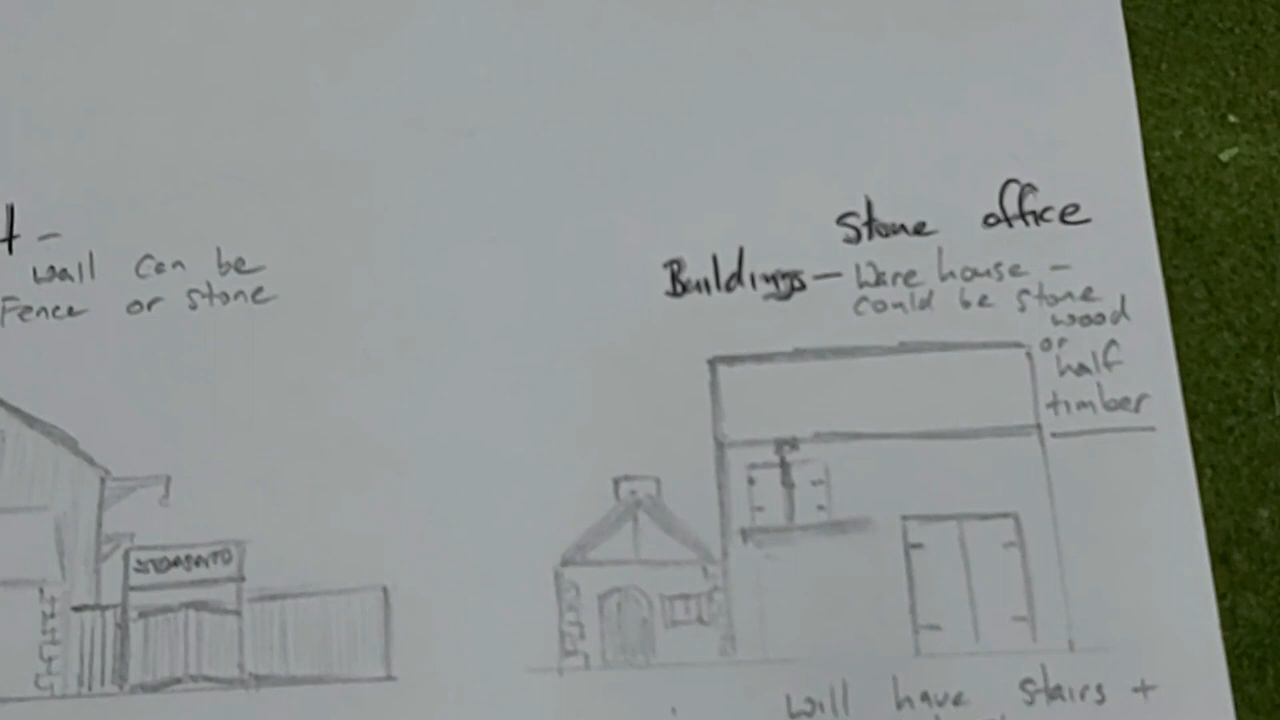 wall can be
Fence or stone
Stone office
Buildings — Ware house –
could be stone
wood
or
half
timber
will have stairs +